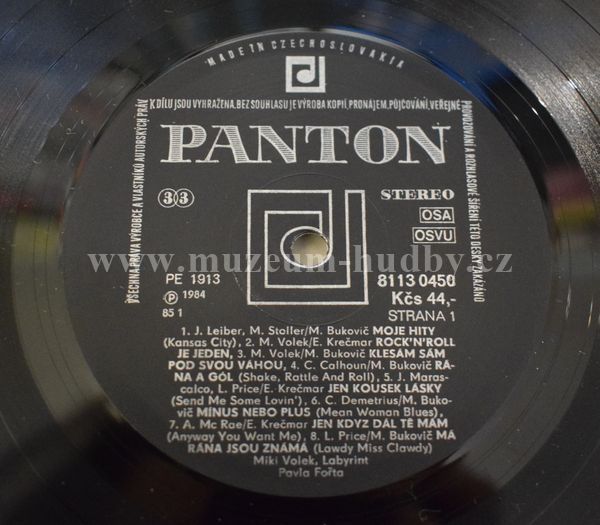 MADE IN CZECHOSLOVAKIA
VŠECHNA PRÁVA VÝROBCE A VLASTNÍKŮ AUTORSKÝCH PRÁV
K DÍLU JSOU VYHRAŽENA. BEZ SOUHLASU JE VÝROBA KOPIÍ, PRONÁJEM, PŮJČOVÁNÍ, VEŘEJNÉ
PROVOZOVÁNÍ A ROZHLASOVÉ ŠÍŘENÍ TÉTO DESKY ZAKÁZÁNO
PANTON
33 STEREO
OSA
OSVU
www.muzeum-hudby.cz
PE 1913 8113 0450
Ⓟ 1984 Kčs 44,-
85 1 STRANA 1
1. J. Leiber, M. Stoller/M. Bukovič MOJE HITY
(Kansas City), 2. M. Volek/E. Krečmar ROCK'N'ROLL
JE JEDEN, 3. M. Volek/M. Bukovič KLESÁM SÁM
POD SVOU VÁHOU, 4. C. Calhoun/M. Bukovič RÁ-
NA A GÓL (Shake, Rattle And Roll), 5. J. Maras-
calco, L. Price/E. Krečmar JEN KOUSEK LÁSKY
(Send Me Some Lovin'), 6. C. Demetrius/M. Buko-
vič MÍNUS NEBO PLUS (Mean Woman Blues),
7. A. Mc Rae/E. Krečmar JEN KDYŽ DÁL TĚ MÁM
(Anyway You Want Me) 8. L. Price/M. Bukovič MÁ
RÁNA JSOU ZNÁMÁ (Lawdy Miss Clawdy)
Miki Volek, Labyrint
Pavla Fořta